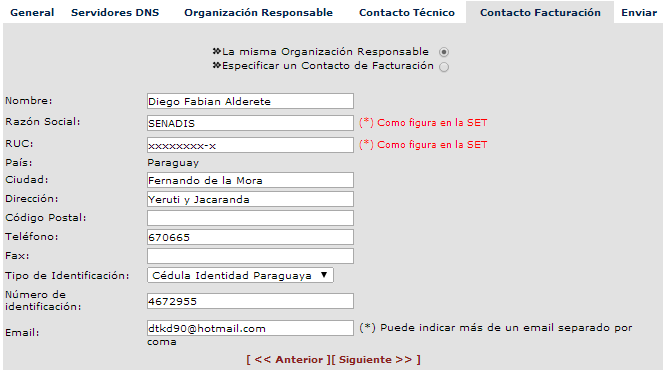 General Servidores DNS Organización Responsable Contacto Técnico Contacto Facturación Enviar
La misma Organización Responsable
Especificar un Contacto de Facturación
Nombre: Diego Fabian Alderete
Razón Social: SENADIS (*) Como figura en la SET
RUC: xxxxxxxx-x (*) Como figura en la SET
País: Paraguay
Ciudad: Fernando de la Mora
Dirección: Yeruti y Jacaranda
Código Postal:
Teléfono: 670665
Fax:
Tipo de Identificación: Cédula Identidad Paraguaya
Número de
identificación: 4672955
Email: dtkd90@hotmail.com (*) Puede indicar más de un email separado por
coma
[ << Anterior ][ Siguiente >> ]